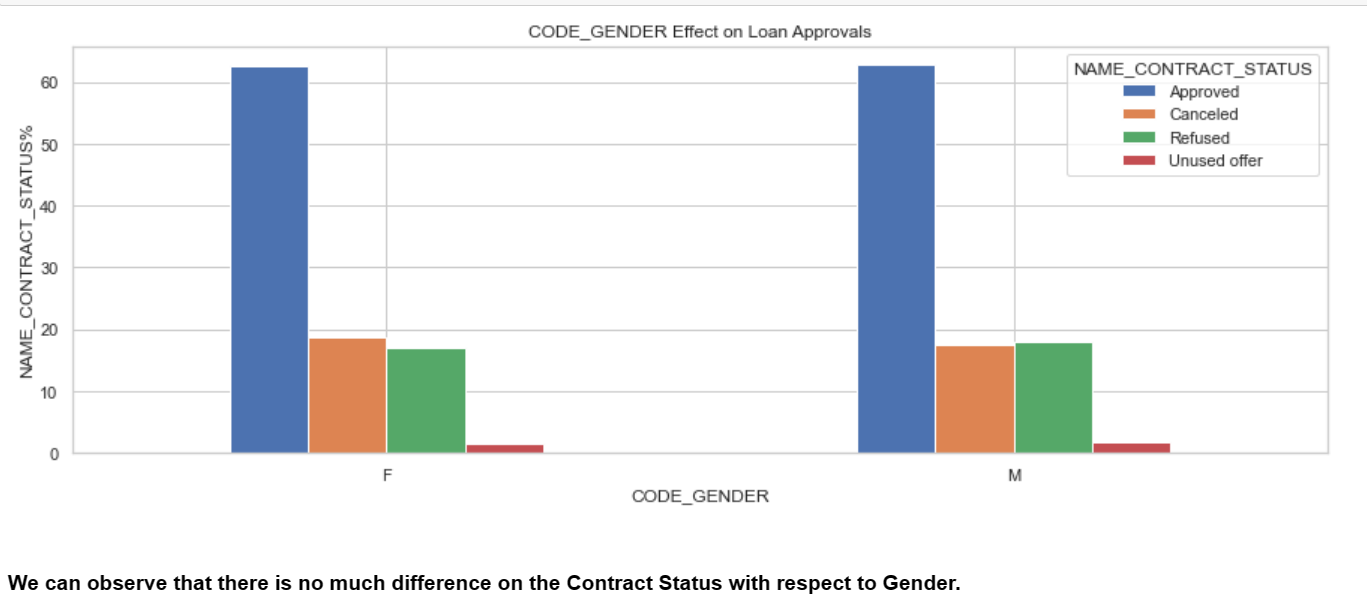 CODE_GENDER Effect on Loan Approvals
NAME_CONTRACT_STATUS%
60
50
40
30
20
10
0
NAME_CONTRACT_STATUS
Approved
Canceled
Refused
Unused offer
F
M
CODE_GENDER
We can observe that there is no much difference on the Contract Status with respect to Gender.